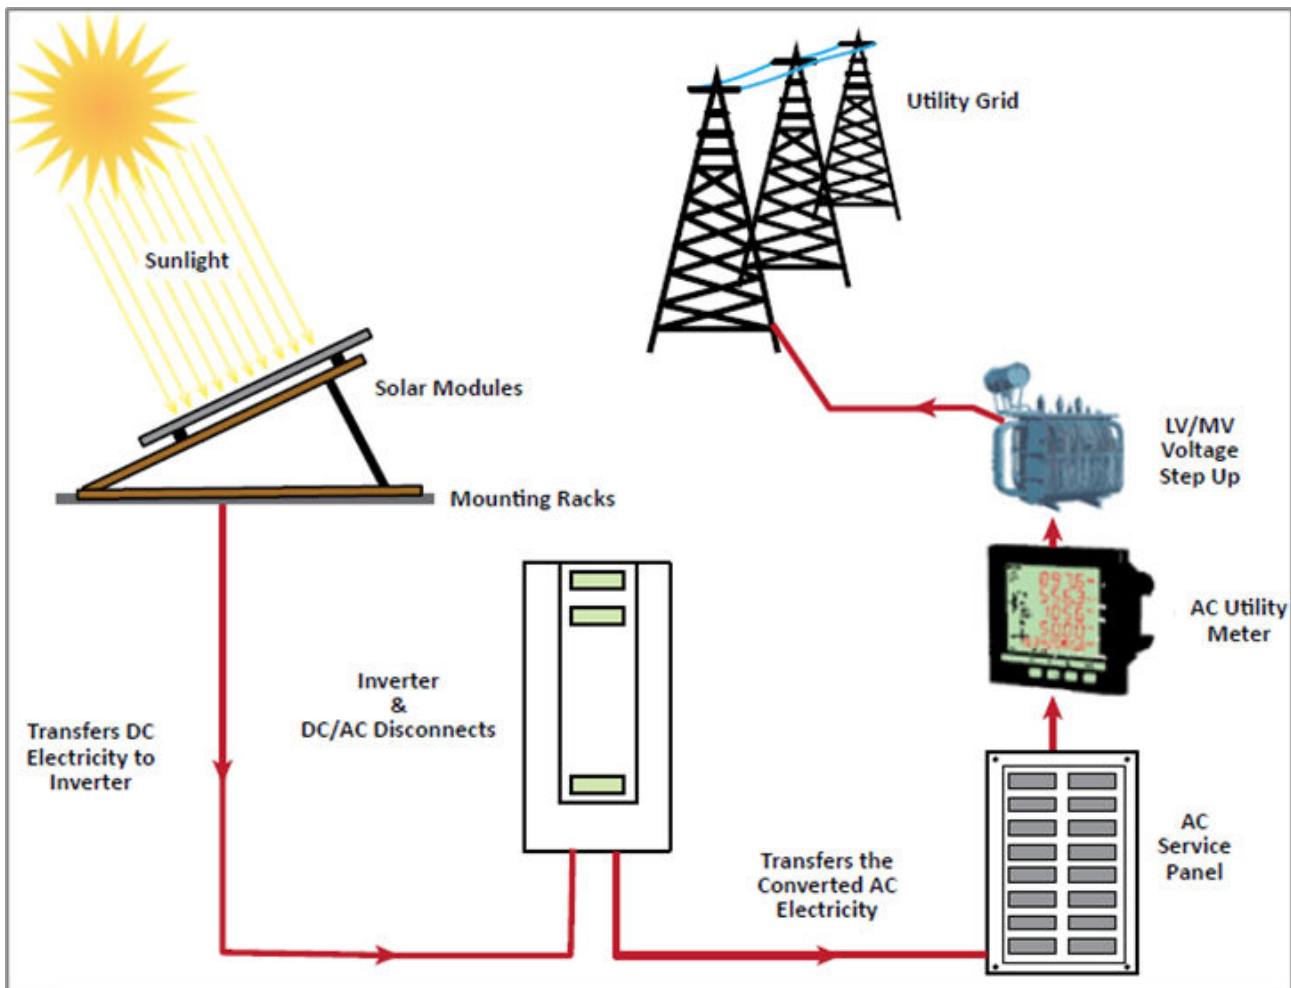 Utility Grid
Sunlight
Solar Modules
Mounting Racks
LV/MV
Voltage
Step Up
AC Utility
Meter
Inverter
&
DC/AC Disconnects
Transfers DC
Electricity to
Inverter
AC
Service
Panel
Transfers the
Converted AC
Electricity